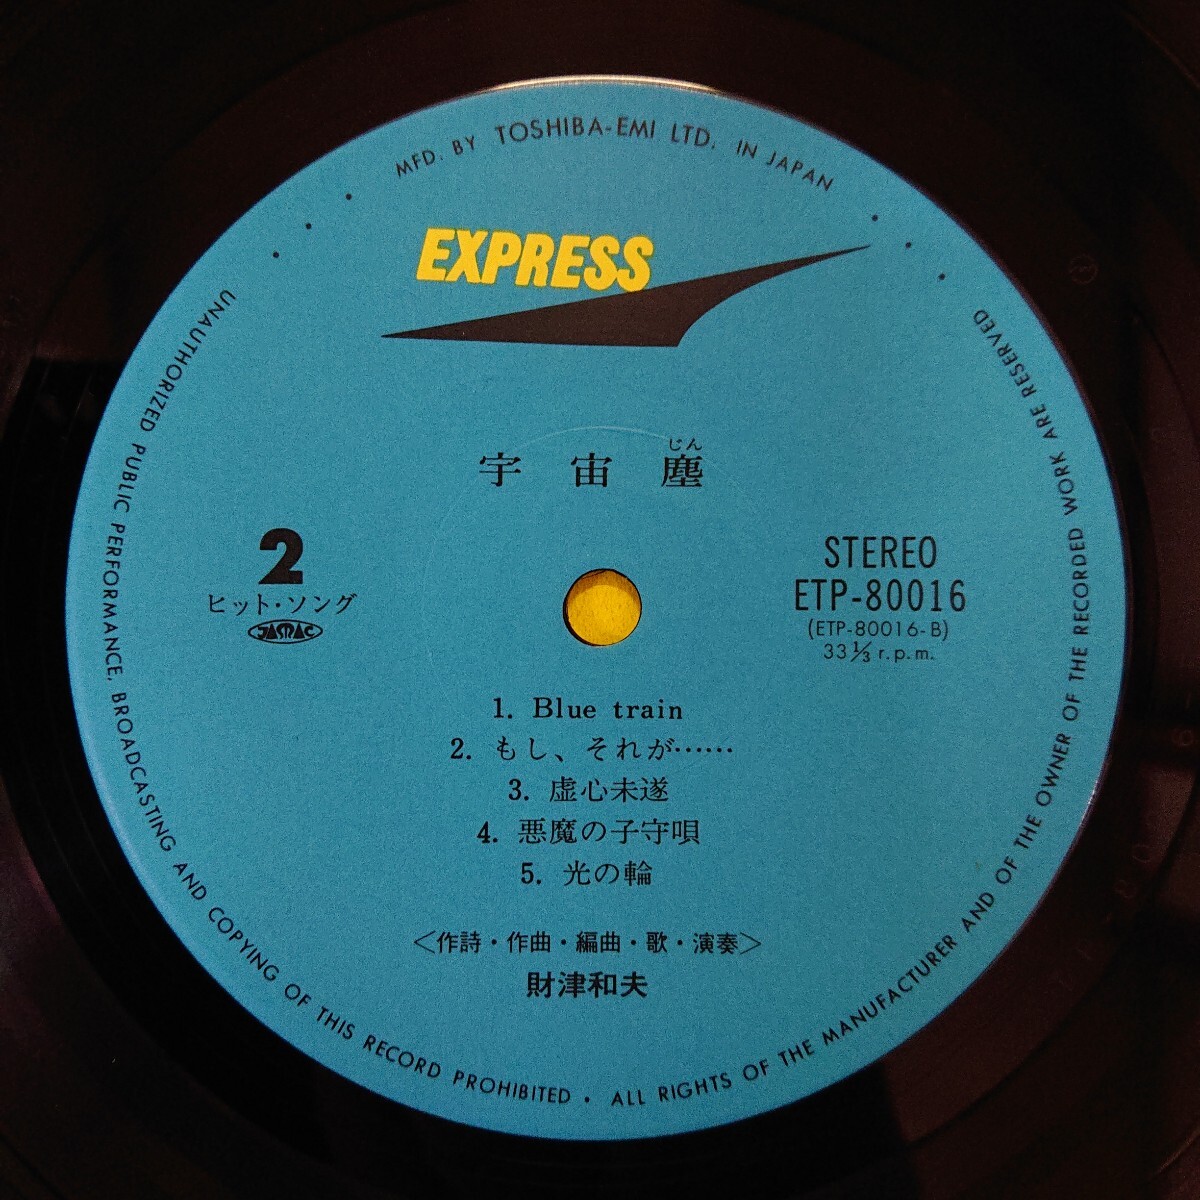 MFD. BY TOSHIBA-EMI LTD. IN JAPAN
EXPRESS
じん
宇宙塵
2
ヒット・ソング
JASRAC
STEREO
ETP-80016
(ETP-80016-B)
33⅓ r.p.m.
1. Blue train
2. もし、それが……
3. 虚心未遂
4. 悪魔の子守唄
5. 光の輪
＜作詩・作曲・編曲・歌・演奏＞
財津和夫
UNAUTHORIZED PUBLIC PERFORMANCE, BROADCASTING AND COPYING OF THIS RECORD PROHIBITED • ALL RIGHTS OF THE MANUFACTURER AND OF THE OWNER OF THE RECORDED WORK ARE RESERVED